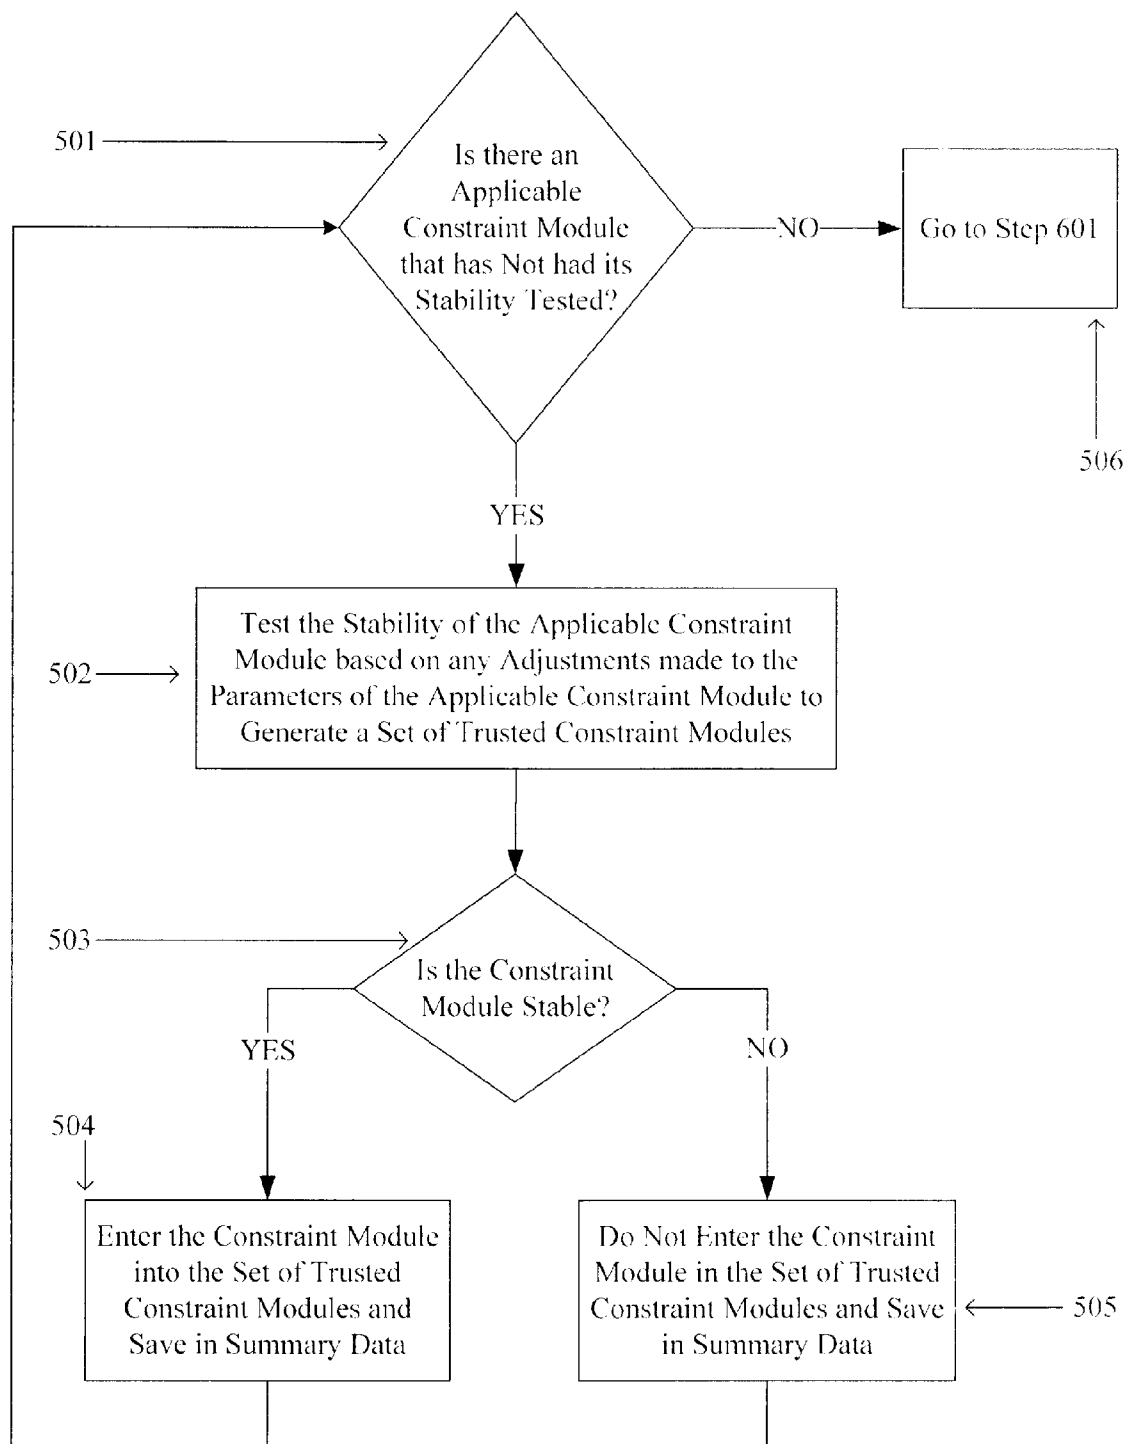 501
Is there an
Applicable
Constraint Module
that has Not had its
Stability Tested?
NO
Go to Step 601
506
YES
502
Test the Stability of the Applicable Constraint
Module based on any Adjustments made to the
Parameters of the Applicable Constraint Module to
Generate a Set of Trusted Constraint Modules
503
Is the Constraint
Module Stable?
YES
NO
504
Enter the Constraint Module
into the Set of Trusted
Constraint Modules and
Save in Summary Data
Do Not Enter the Constraint
Module in the Set of Trusted
Constraint Modules and Save
in Summary Data
505